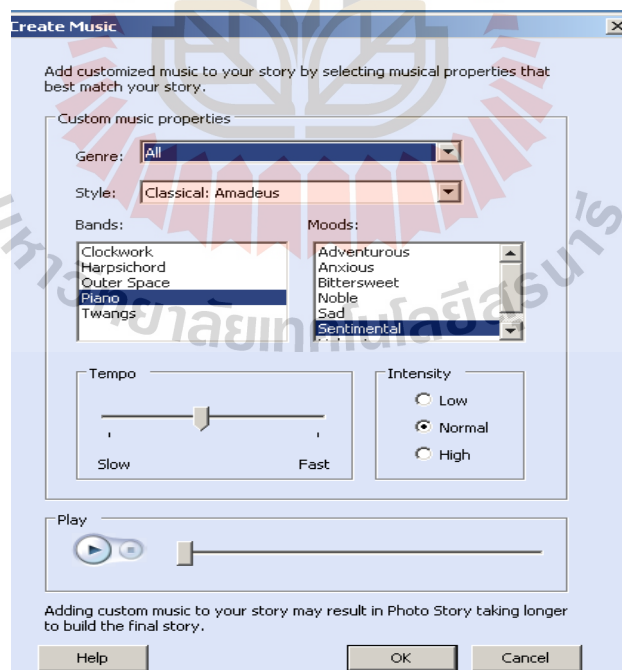 Create Music
Add customized music to your story by selecting musical properties that
best match your story.
Custom music properties
Genre: All
Style: Classical: Amadeus
Bands:
Clockwork
Harpsichord
Outer Space
Piano
Twangs
Moods:
Adventurous
Anxious
Bittersweet
Noble
Sad
Sentimental
Tempo
Slow Fast
Intensity
Low
Normal
High
Play
Adding custom music to your story may result in Photo Story taking longer
to build the final story.
Help OK Cancel